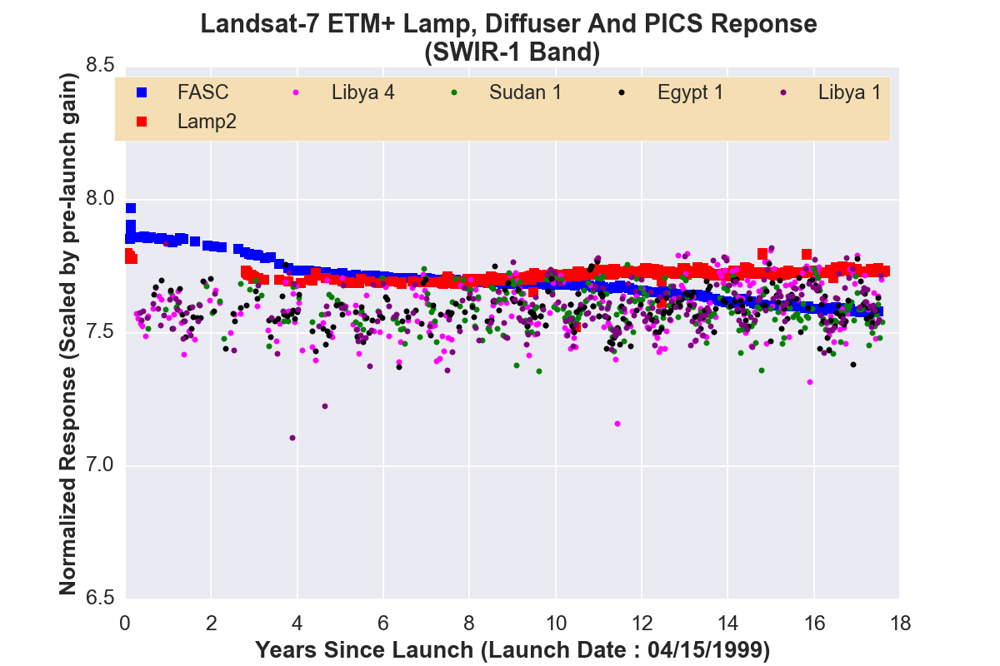 Landsat-7 ETM+ Lamp, Diffuser And PICS Reponse
(SWIR-1 Band)
FASC Libya 4 Sudan 1 Egypt 1 Libya 1
Lamp2
Normalized Response (Scaled by pre-launch gain)
8.5
8.0
7.5
7.0
6.5
0 2 4 6 8 10 12 14 16 18
Years Since Launch (Launch Date : 04/15/1999)